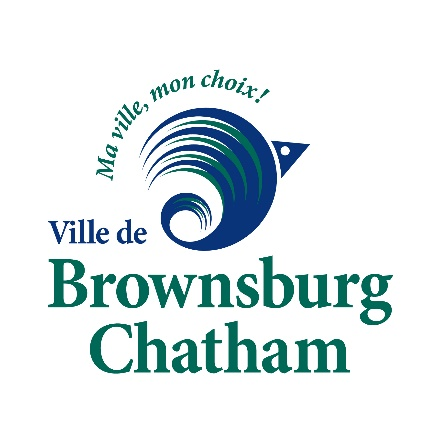 Ma ville, mon choix!
Ville de
Brownsburg
Chatham